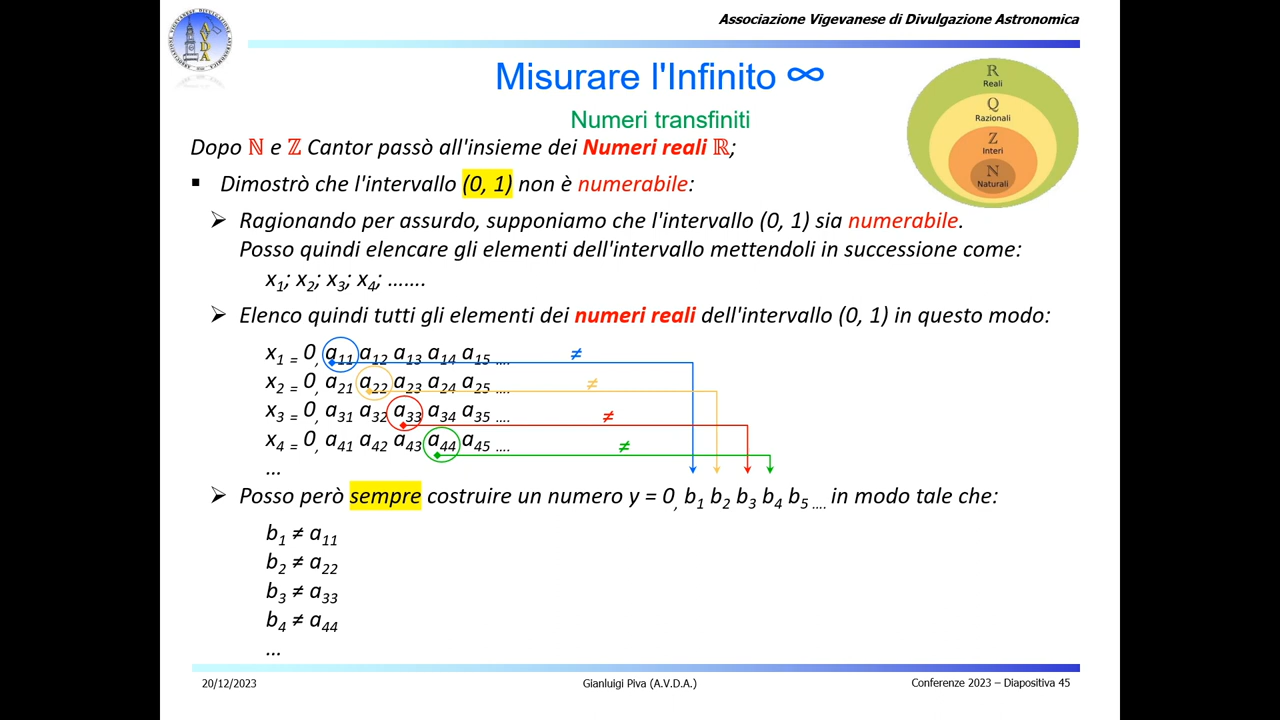 Associazione Vigevanese di Divulgazione Astronomica
AVDA
Misurare l'Infinito ∞
Numeri transfiniti
ℝ
Reali
ℚ
Razionali
ℤ
Interi
ℕ
Naturali
Dopo ℕ e ℤ Cantor passò all'insieme dei Numeri reali ℝ;
▪ Dimostrò che l'intervallo (0, 1) non è numerabile:
➢ Ragionando per assurdo, supponiamo che l'intervallo (0, 1) sia numerabile.
Posso quindi elencare gli elementi dell'intervallo mettendoli in successione come:
x₁; x₂; x₃; x₄; …....
➢ Elenco quindi tutti gli elementi dei numeri reali dell'intervallo (0, 1) in questo modo:
x₁ = 0, a₁₁ a₁₂ a₁₃ a₁₄ a₁₅ .... ≠
x₂ = 0, a₂₁ a₂₂ a₂₃ a₂₄ a₂₅ .... ≠
x₃ = 0, a₃₁ a₃₂ a₃₃ a₃₄ a₃₅ .... ≠
x₄ = 0, a₄₁ a₄₂ a₄₃ a₄₄ a₄₅ .... ≠
...
➢ Posso però sempre costruire un numero y = 0, b₁ b₂ b₃ b₄ b₅ .... in modo tale che:
b₁ ≠ a₁₁
b₂ ≠ a₂₂
b₃ ≠ a₃₃
b₄ ≠ a₄₄
...
20/12/2023
Gianluigi Piva (A.V.D.A.)
Conferenze 2023 – Diapositiva 45